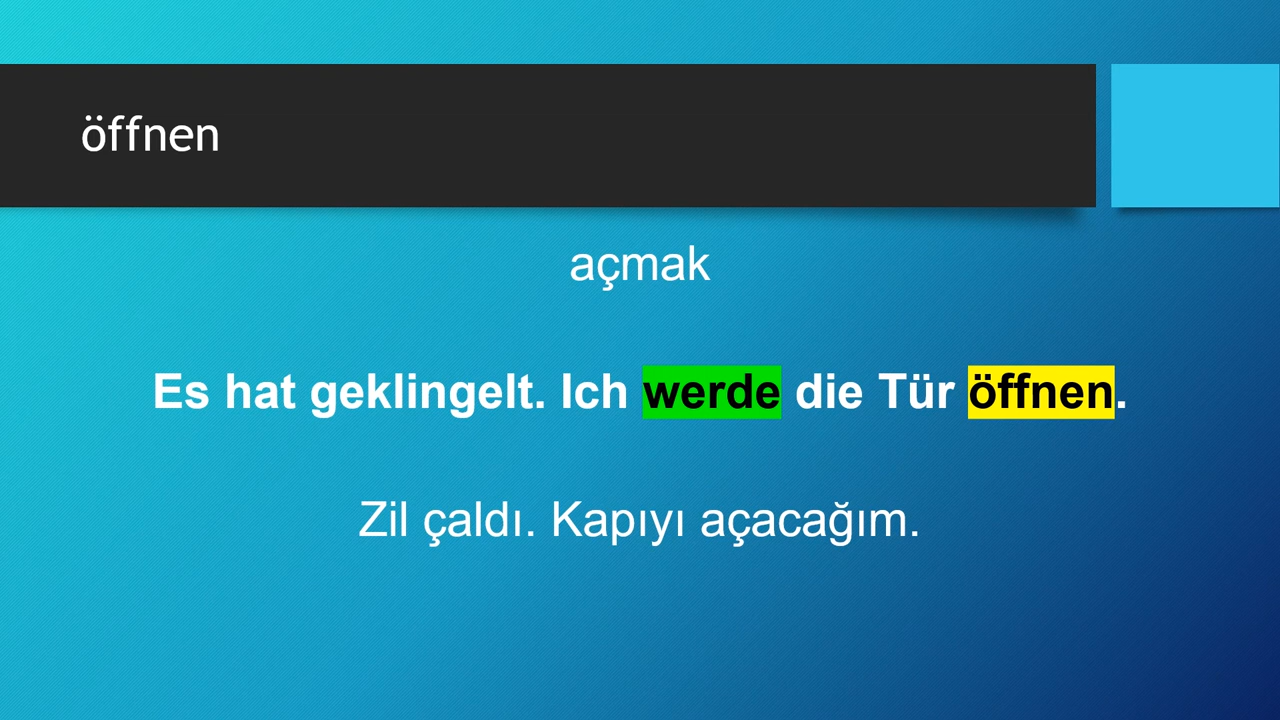 öffnen
açmak
Es hat geklingelt. Ich werde die Tür öffnen.
Zil çaldı. Kapıyı açacağım.